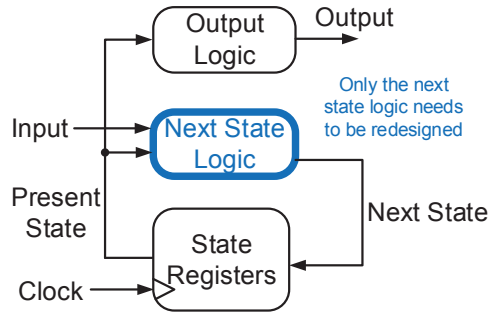 Output
Logic
Output
Only the next
state logic needs
to be redesigned
Input
Next State
Logic
Present
State
Next State
State
Registers
Clock